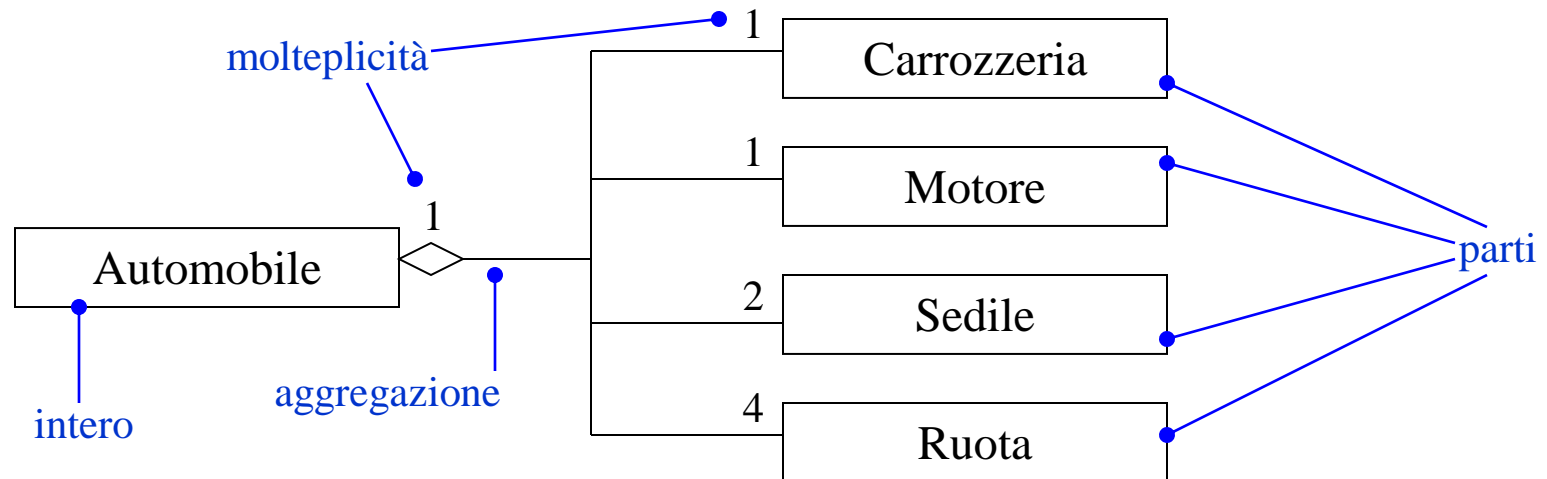 molteplicità
1
Carrozzeria
1
Motore
1
Automobile
parti
2
Sedile
aggregazione
4
intero
Ruota